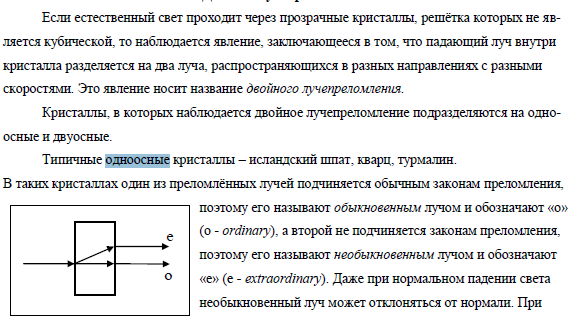 Если естественный свет проходит через прозрачные кристаллы, решётка которых не яв-
ляется кубической, то наблюдается явление, заключающееся в том, что падающий луч внутри
кристалла разделяется на два луча, распространяющихся в разных направлениях с разными
скоростями. Это явление носит название двойного лучепреломления.
Кристаллы, в которых наблюдается двойное лучепреломление подразделяются на одно-
осные и двуосные.
Типичные одноосные кристаллы – исландский шпат, кварц, турмалин.
В таких кристаллах один из преломлённых лучей подчиняется обычным законам преломления,
поэтому его называют обыкновенным лучом и обозначают «о»
(о - ordinary), а второй не подчиняется законам преломления,
поэтому его называют необыкновенным лучом и обозначают
«е» (е - extraordinary). Даже при нормальном падении света
необыкновенный луч может отклоняться от нормали. При
е
о